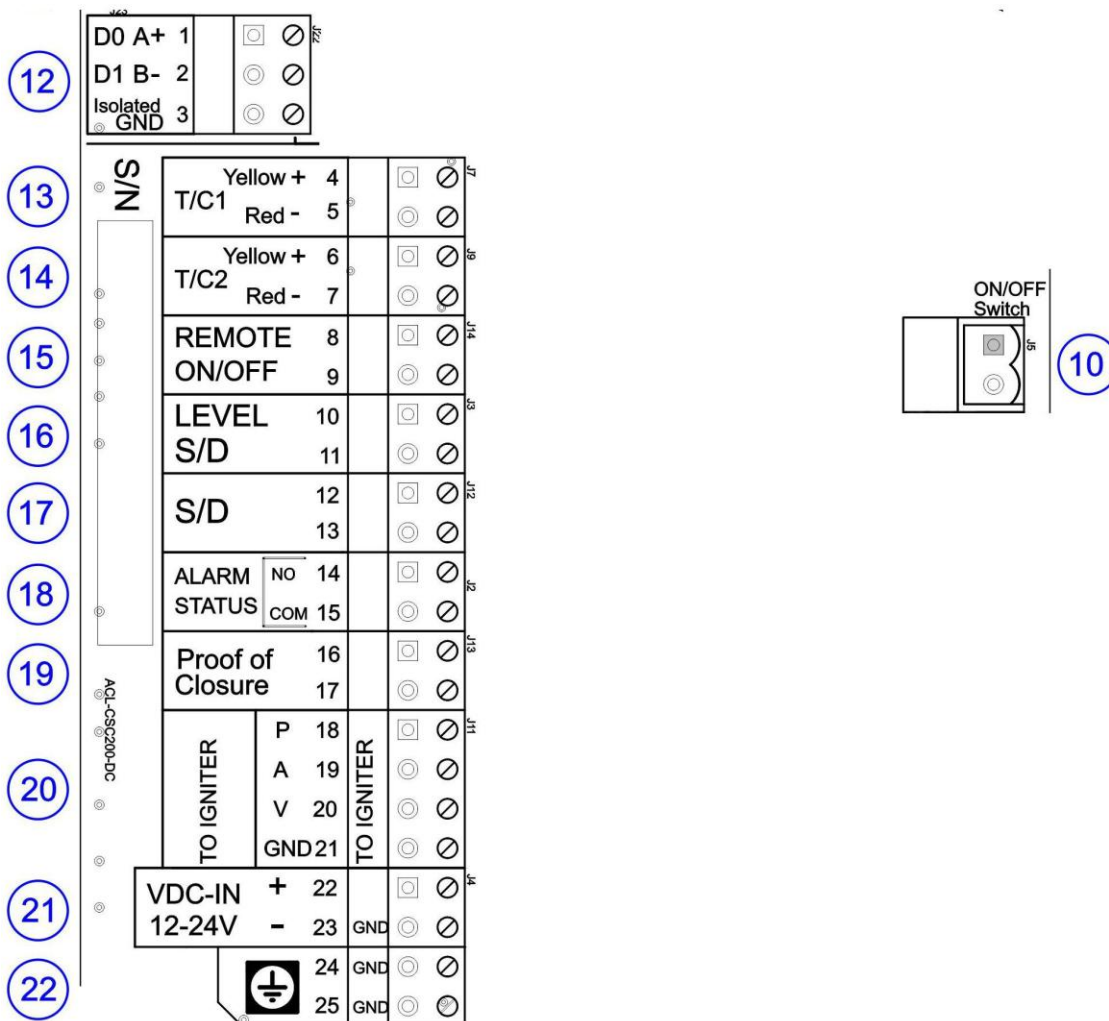 J23
D0 A+ 1
J22
12
D1 B- 2
Isolated
GND 3
S/N
13
T/C1
Yellow + 4
Red - 5
J7
14
T/C2
Yellow + 6
Red - 7
J9
15
REMOTE 8
ON/OFF 9
J14
16
LEVEL 10
S/D 11
J3
17
S/D
12
13
J12
18
ALARM NO 14
STATUS COM 15
J2
19
Proof of 16
Closure 17
J13
ACL-CSC200-DC
20
TO IGNITER
P 18
A 19
V 20
GND 21
TO IGNITER
J11
21
VDC-IN + 22
12-24V - 23 GND
J4
22
24 GND
25 GND
ON/OFF
Switch
J5
10